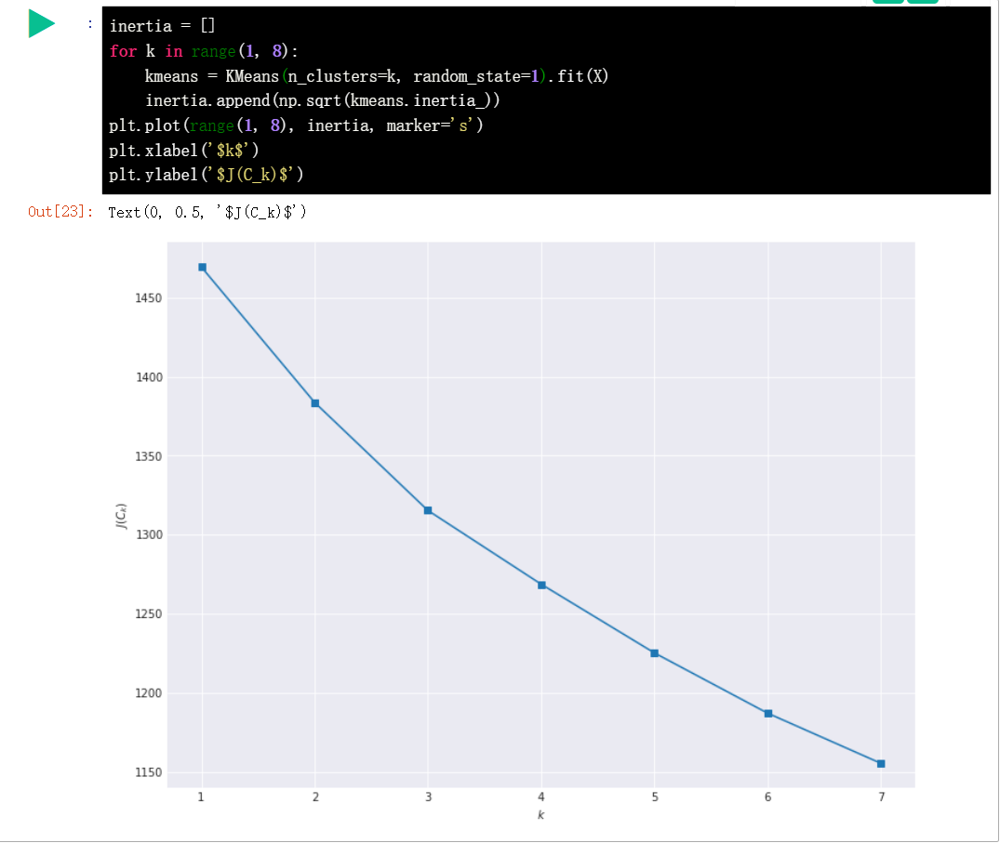 :
inertia = []
for k in range(1, 8):
    kmeans = KMeans(n_clusters=k, random_state=1).fit(X)
    inertia.append(np.sqrt(kmeans.inertia_))
plt.plot(range(1, 8), inertia, marker='s')
plt.xlabel('$k$')
plt.ylabel('$J(C_k)$')
Out[23]: Text(0, 0.5, '$J(C_k)$')
1450
1400
1350
1300
1250
1200
1150
J(Cₖ)
1 2 3 4 5 6 7
k